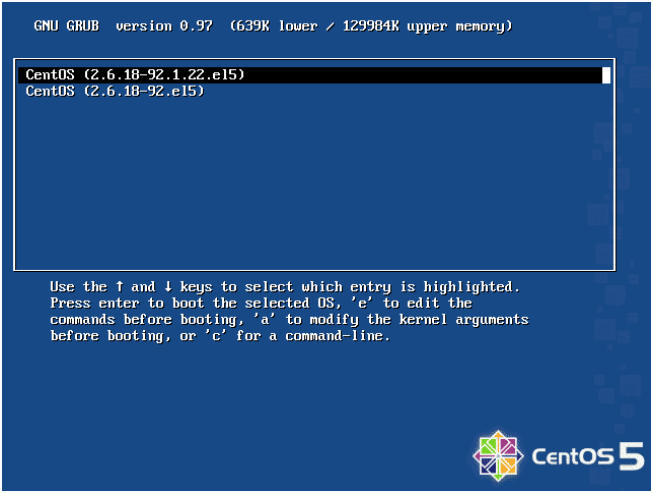 GNU GRUB version 0.97 (639K lower / 129984K upper memory)
CentOS (2.6.18-92.1.22.el5)
CentOS (2.6.18-92.el5)
Use the ↑ and ↓ keys to select which entry is highlighted.
Press enter to boot the selected OS, 'e' to edit the
commands before booting, 'a' to modify the kernel arguments
before booting, or 'c' for a command-line.
CentOS 5